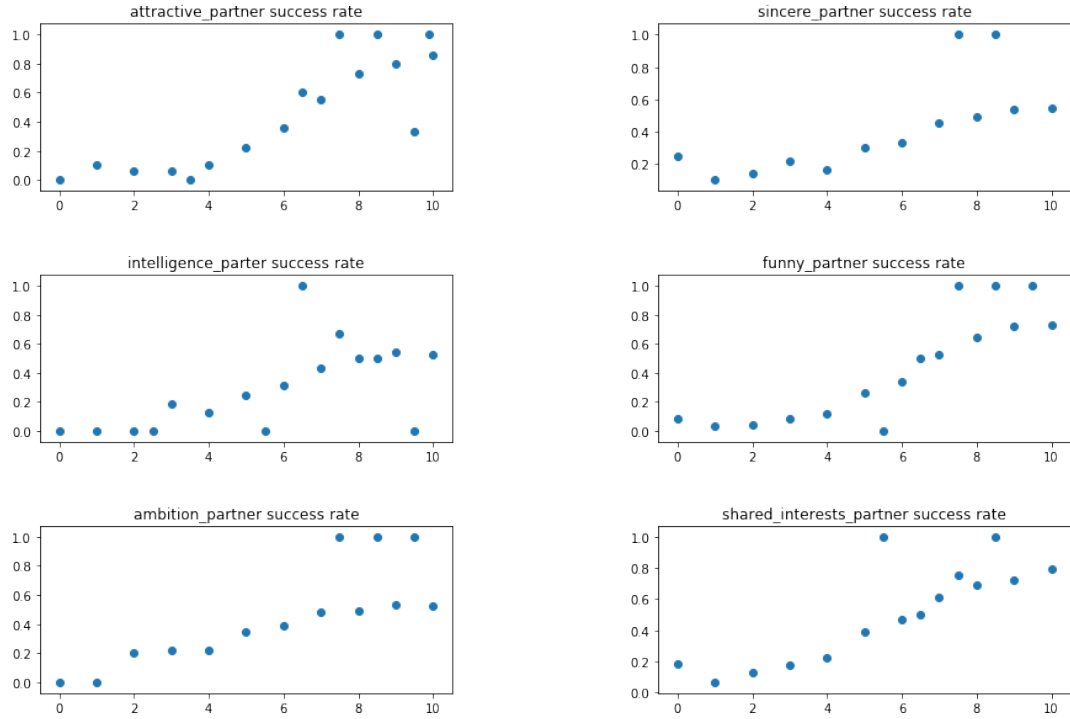 attractive_partner success rate
1.0
0.8
0.6
0.4
0.2
0.0
0 2 4 6 8 10
sincere_partner success rate
1.0
0.8
0.6
0.4
0.2
0 2 4 6 8 10
intelligence_parter success rate
1.0
0.8
0.6
0.4
0.2
0.0
0 2 4 6 8 10
funny_partner success rate
1.0
0.8
0.6
0.4
0.2
0.0
0 2 4 6 8 10
ambition_partner success rate
1.0
0.8
0.6
0.4
0.2
0.0
0 2 4 6 8 10
shared_interests_partner success rate
1.0
0.8
0.6
0.4
0.2
0.0
0 2 4 6 8 10